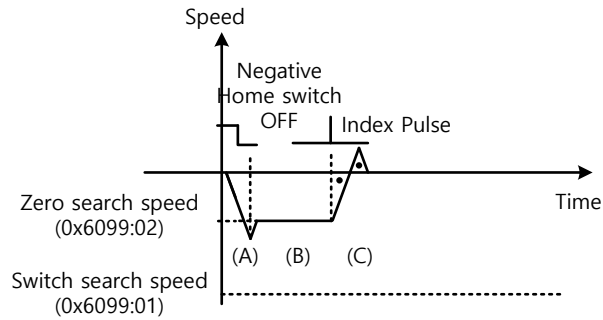 Speed
Negative
Home switch
OFF
Index Pulse
Zero search speed
(0x6099:02)
Time
(A)
(B)
(C)
Switch search speed
(0x6099:01)